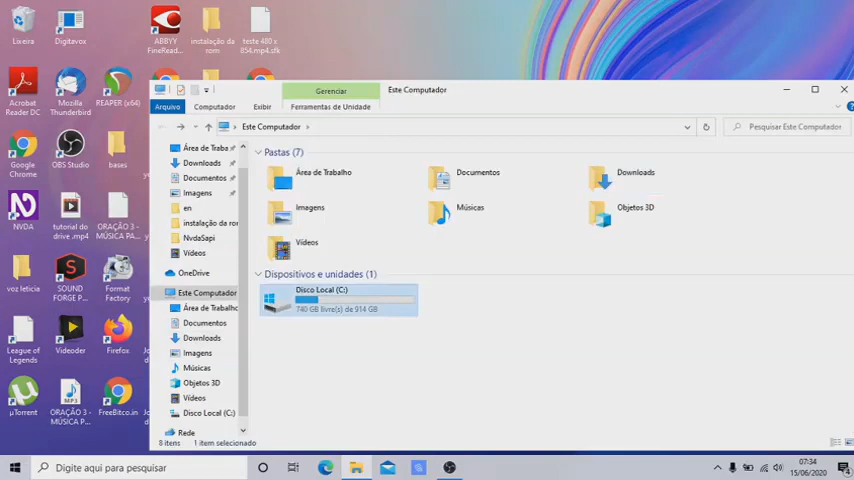 Lixeira
Digitavox
ABBYY
FineRead...
instalação da
rom
teste 480 x
854.mp4.sfk
Acrobat
Reader DC
Mozilla
Thunderbird
REAPER (x64)
Google
Chrome
OBS Studio
bases
NVDA
tutorial do
drive .mp4
ORAÇÃO 3 -
MÚSICA PA...
voz leticia
SOUND
FORGE P...
Format
Factory
League of
Legends
Videoder
Firefox
µTorrent
MP3
ORAÇÃO 3 -
MÚSICA P...
FreeBitco.in
Gerenciar
Este Computador
Arquivo
Computador
Exibir
Ferramentas de Unidade
Este Computador
Pesquisar Este Computador
Área de Traba
Downloads
Documentos
Imagens
en
instalação da ror
NvdaSapi
Vídeos
OneDrive
Este Computador
Área de Trabalho
Documentos
Downloads
Imagens
Músicas
Objetos 3D
Vídeos
Disco Local (C:)
Rede
Pastas (7)
Área de Trabalho
Documentos
Downloads
Imagens
Músicas
Objetos 3D
Vídeos
Dispositivos e unidades (1)
Disco Local (C:)
740 GB livre(s) de 914 GB
8 itens
1 item selecionado
Digite aqui para pesquisar
07:34
15/06/2020
4